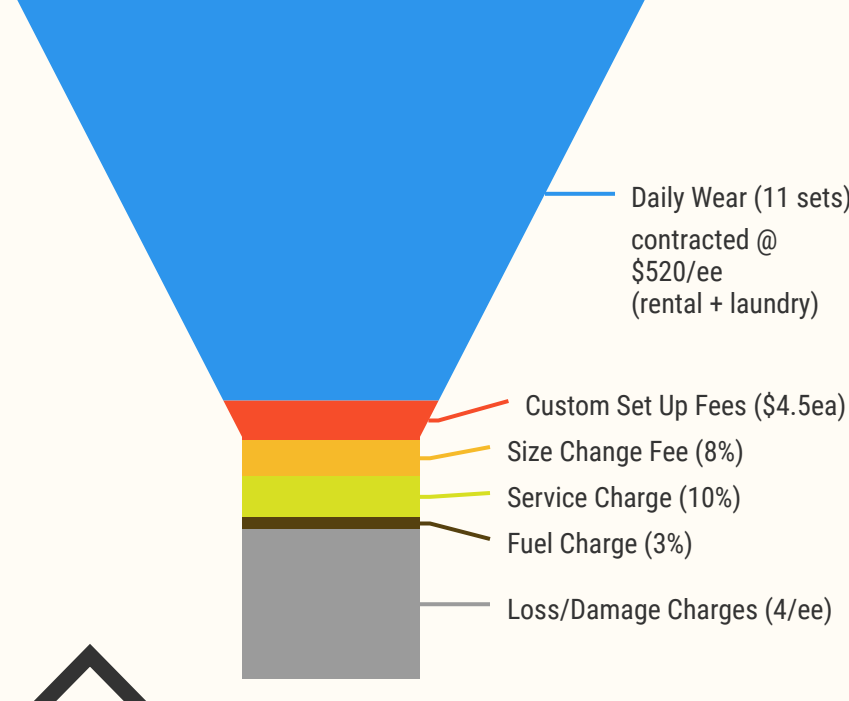 Daily Wear (11 sets)
contracted @
$520/ee
(rental + laundry)
Custom Set Up Fees ($4.5ea)
Size Change Fee (8%)
Service Charge (10%)
Fuel Charge (3%)
Loss/Damage Charges (4/ee)